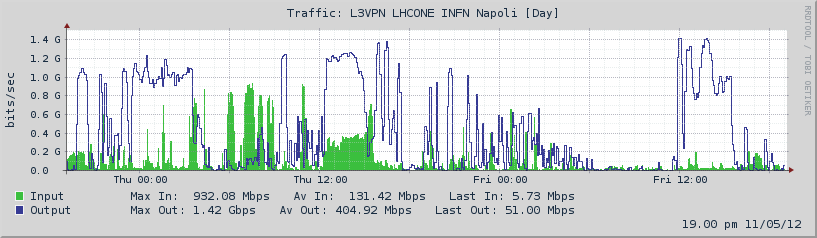 Traffic: L3VPN LHCONE INFN Napoli [Day]
RRDTOOL / TOBI OETIKER
bits/sec
1.4 G
1.2 G
1.0 G
0.8 G
0.6 G
0.4 G
0.2 G
0.0
Thu 00:00 Thu 12:00 Fri 00:00 Fri 12:00
Input Max In: 932.08 Mbps Av In: 131.42 Mbps Last In: 5.73 Mbps
Output Max Out: 1.42 Gbps Av Out: 404.92 Mbps Last Out: 51.00 Mbps
19.00 pm 11/05/12